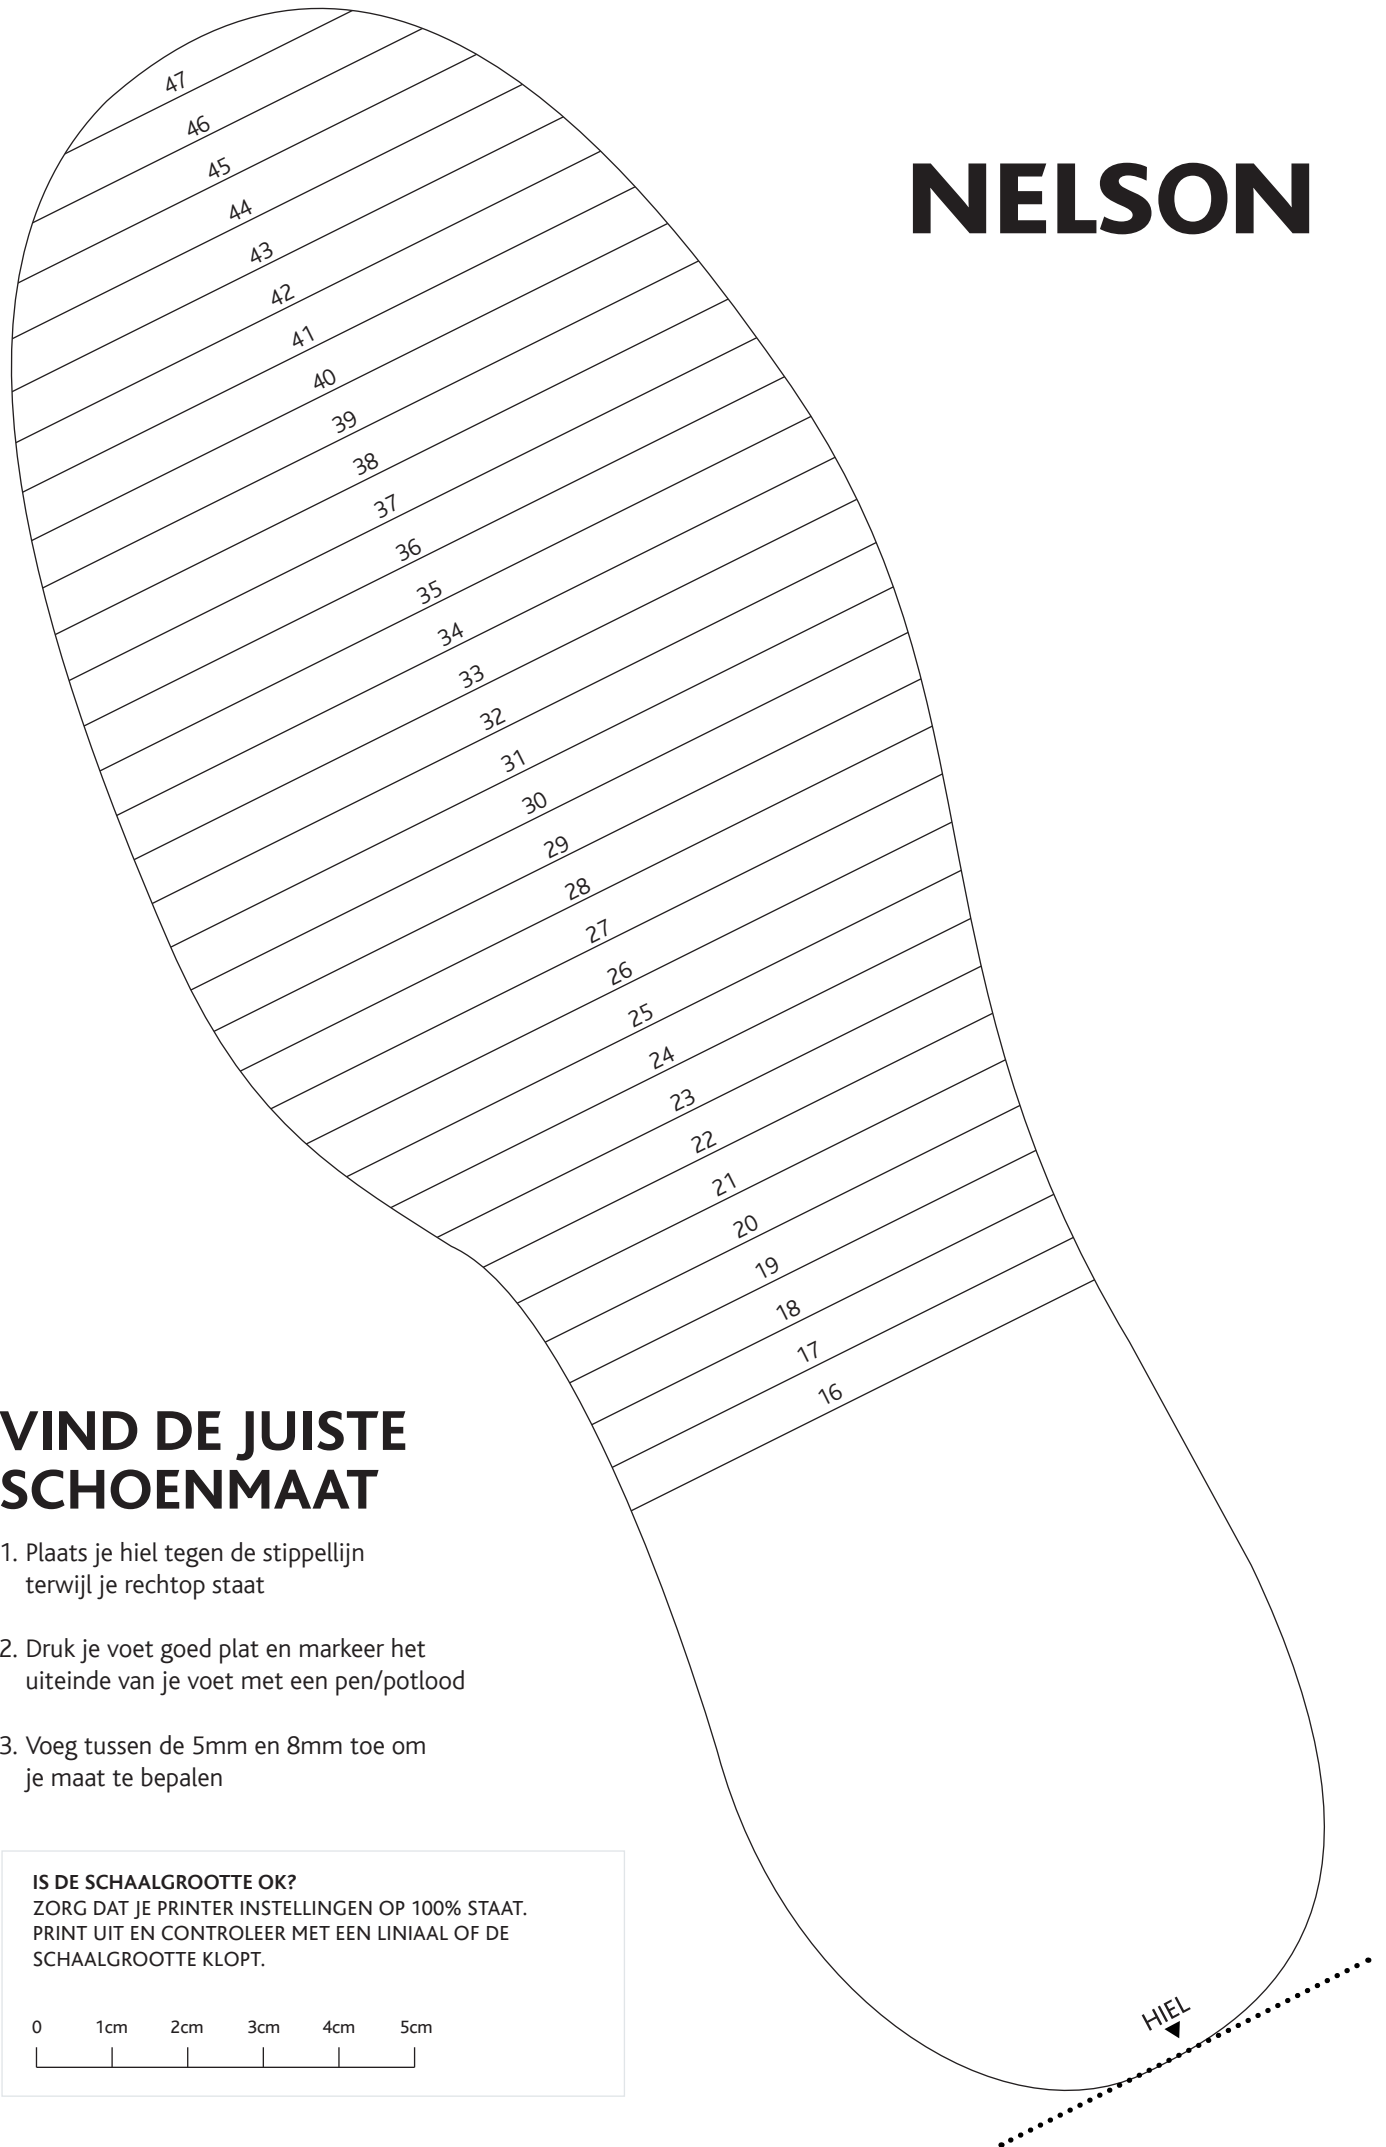 NELSON
47
46
45
44
43
42
41
40
39
38
37
36
35
34
33
32
31
30
29
28
27
26
25
24
23
22
21
20
19
18
17
16
VIND DE JUISTE
SCHOENMAAT
1. Plaats je hiel tegen de stippellijn
terwijl je rechtop staat
2. Druk je voet goed plat en markeer het
uiteinde van je voet met een pen/potlood
3. Voeg tussen de 5mm en 8mm toe om
je maat te bepalen
IS DE SCHAALGROOTTE OK?
ZORG DAT JE PRINTER INSTELLINGEN OP 100% STAAT.
PRINT UIT EN CONTROLEER MET EEN LINIAAL OF DE
SCHAALGROOTTE KLOPT.
0 1cm 2cm 3cm 4cm 5cm
HIEL